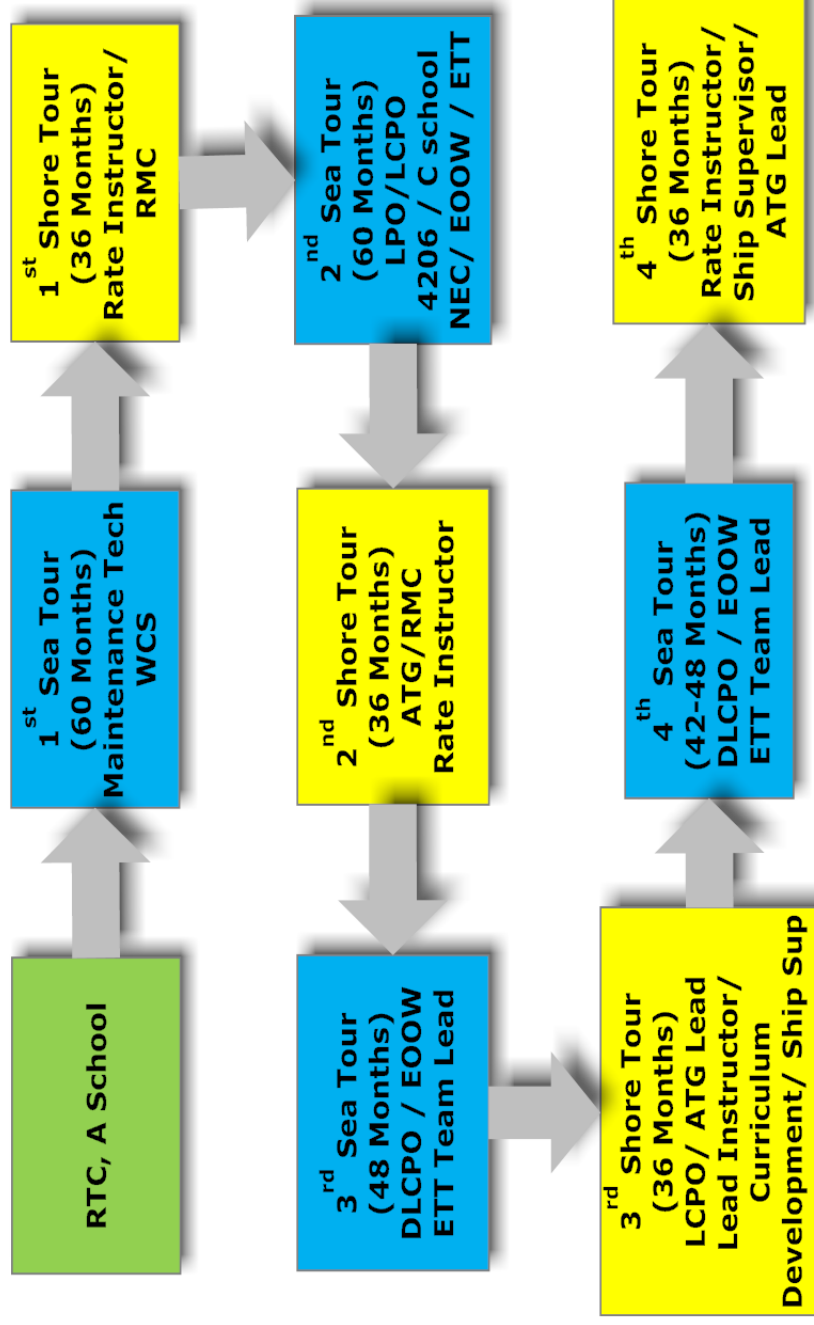 RTC, A School
1st Sea Tour
(60 Months)
Maintenance Tech
WCS
1st Shore Tour
(36 Months)
Rate Instructor/
RMC
2nd Sea Tour
(60 Months)
LPO/LCPO
4206 / C school
NEC/ EOOW / ETT
2nd Shore Tour
(36 Months)
ATG/RMC
Rate Instructor
3rd Sea Tour
(48 Months)
DLCPO / EOOW
ETT Team Lead
3rd Shore Tour
(36 Months)
LCPO/ ATG Lead
Lead Instructor/
Curriculum
Development/ Ship Sup
4th Sea Tour
(42-48 Months)
DLCPO / EOOW
ETT Team Lead
4th Shore Tour
(36 Months)
Rate Instructor/
Ship Supervisor/
ATG Lead